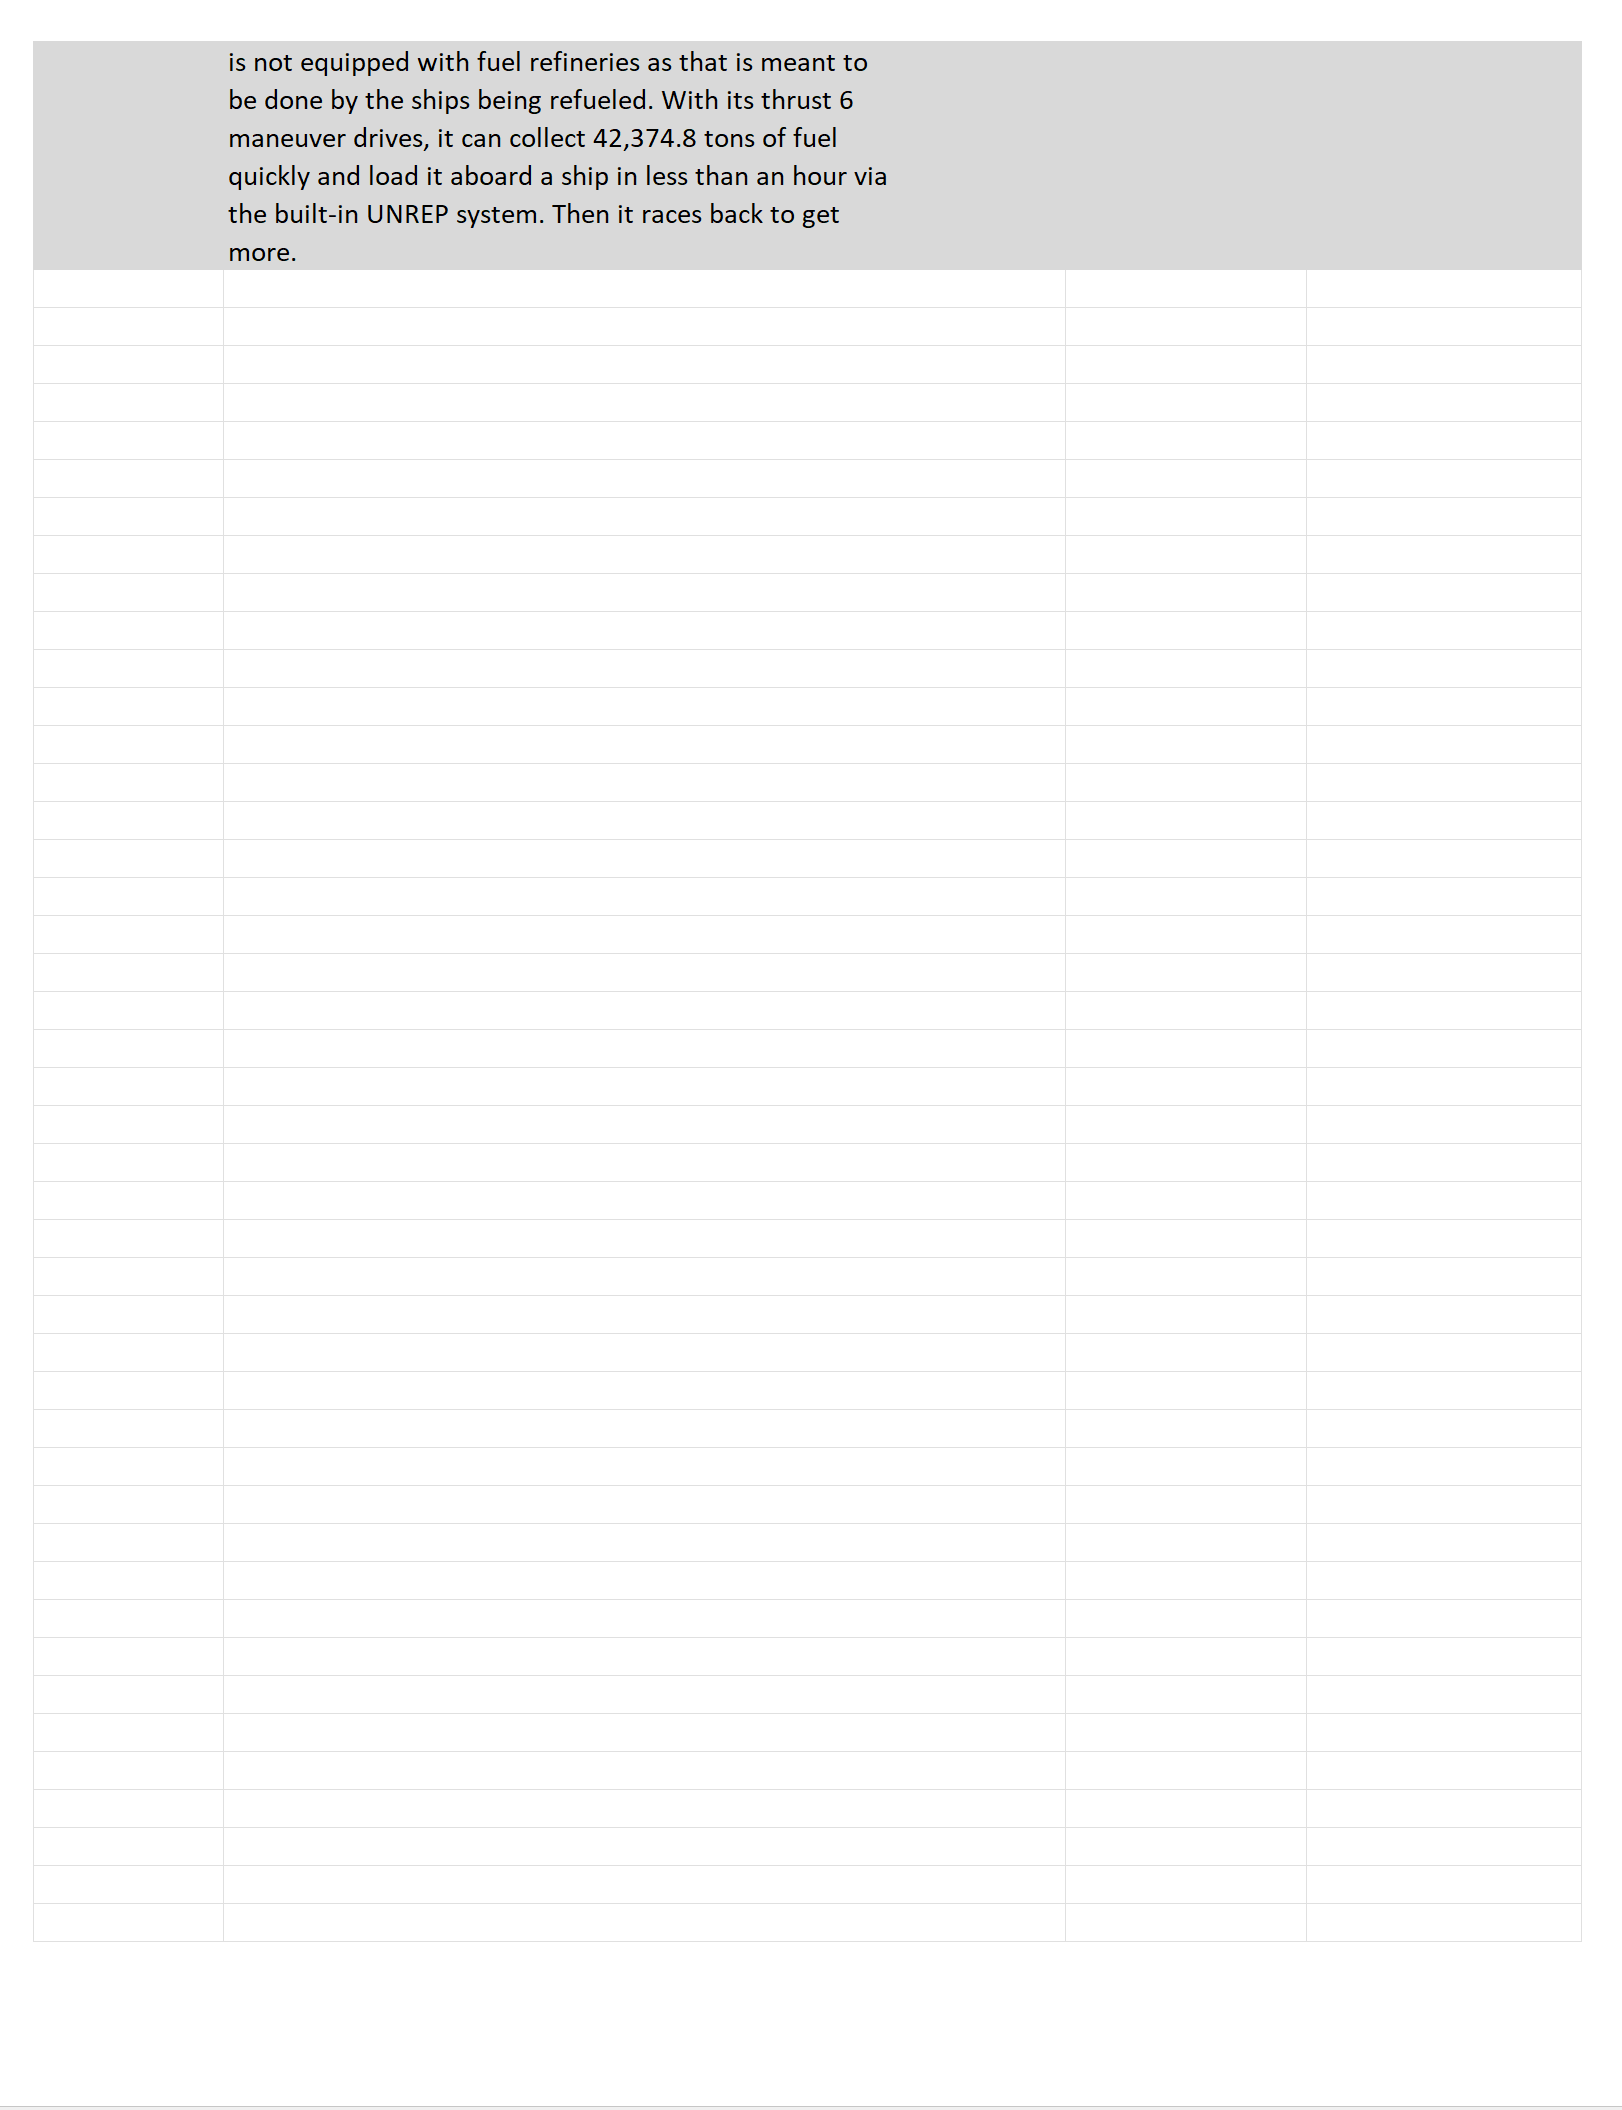 is not equipped with fuel refineries as that is meant to
be done by the ships being refueled. With its thrust 6
maneuver drives, it can collect 42,374.8 tons of fuel
quickly and load it aboard a ship in less than an hour via
the built-in UNREP system. Then it races back to get
more.